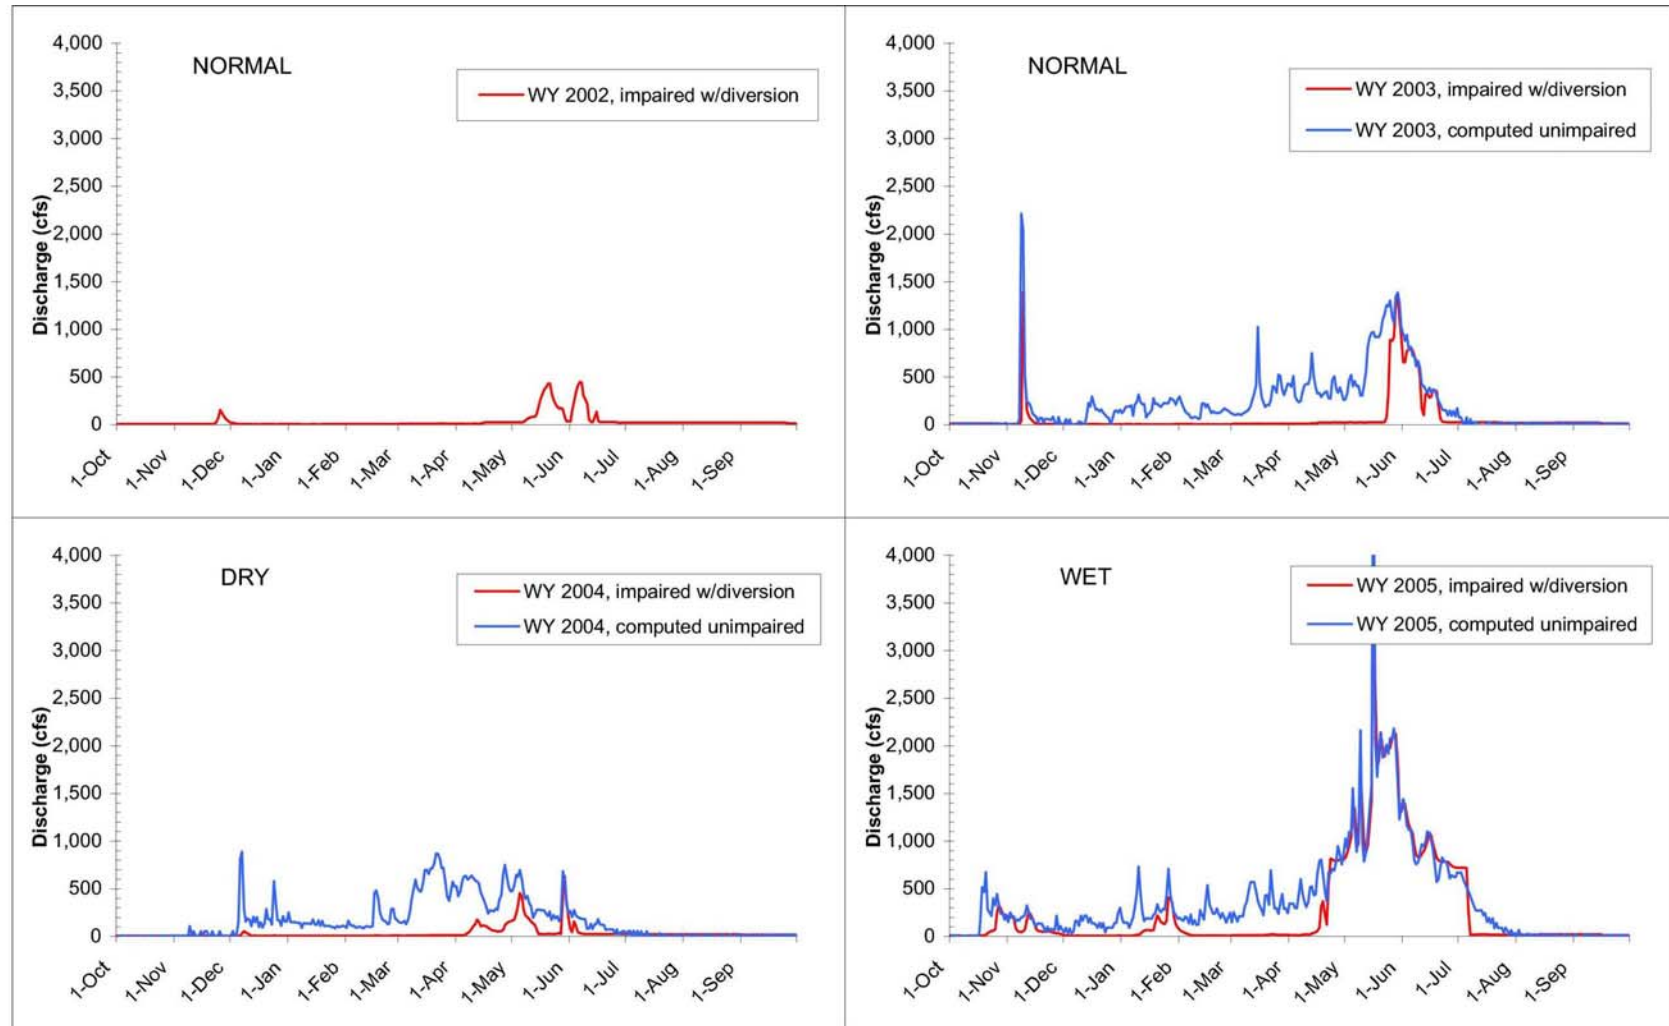 NORMAL
WY 2002, impaired w/diversion
Discharge (cfs)
4,000
3,500
3,000
2,500
2,000
1,500
1,000
500
0
1-Oct
1-Nov
1-Dec
1-Jan
1-Feb
1-Mar
1-Apr
1-May
1-Jun
1-Jul
1-Aug
1-Sep
NORMAL
WY 2003, impaired w/diversion
WY 2003, computed unimpaired
Discharge (cfs)
4,000
3,500
3,000
2,500
2,000
1,500
1,000
500
0
1-Oct
1-Nov
1-Dec
1-Jan
1-Feb
1-Mar
1-Apr
1-May
1-Jun
1-Jul
1-Aug
1-Sep
DRY
WY 2004, impaired w/diversion
WY 2004, computed unimpaired
Discharge (cfs)
4,000
3,500
3,000
2,500
2,000
1,500
1,000
500
0
1-Oct
1-Nov
1-Dec
1-Jan
1-Feb
1-Mar
1-Apr
1-May
1-Jun
1-Jul
1-Aug
1-Sep
WET
WY 2005, impaired w/diversion
WY 2005, computed unimpaired
Discharge (cfs)
4,000
3,500
3,000
2,500
2,000
1,500
1,000
500
0
1-Oct
1-Nov
1-Dec
1-Jan
1-Feb
1-Mar
1-Apr
1-May
1-Jun
1-Jul
1-Aug
1-Sep